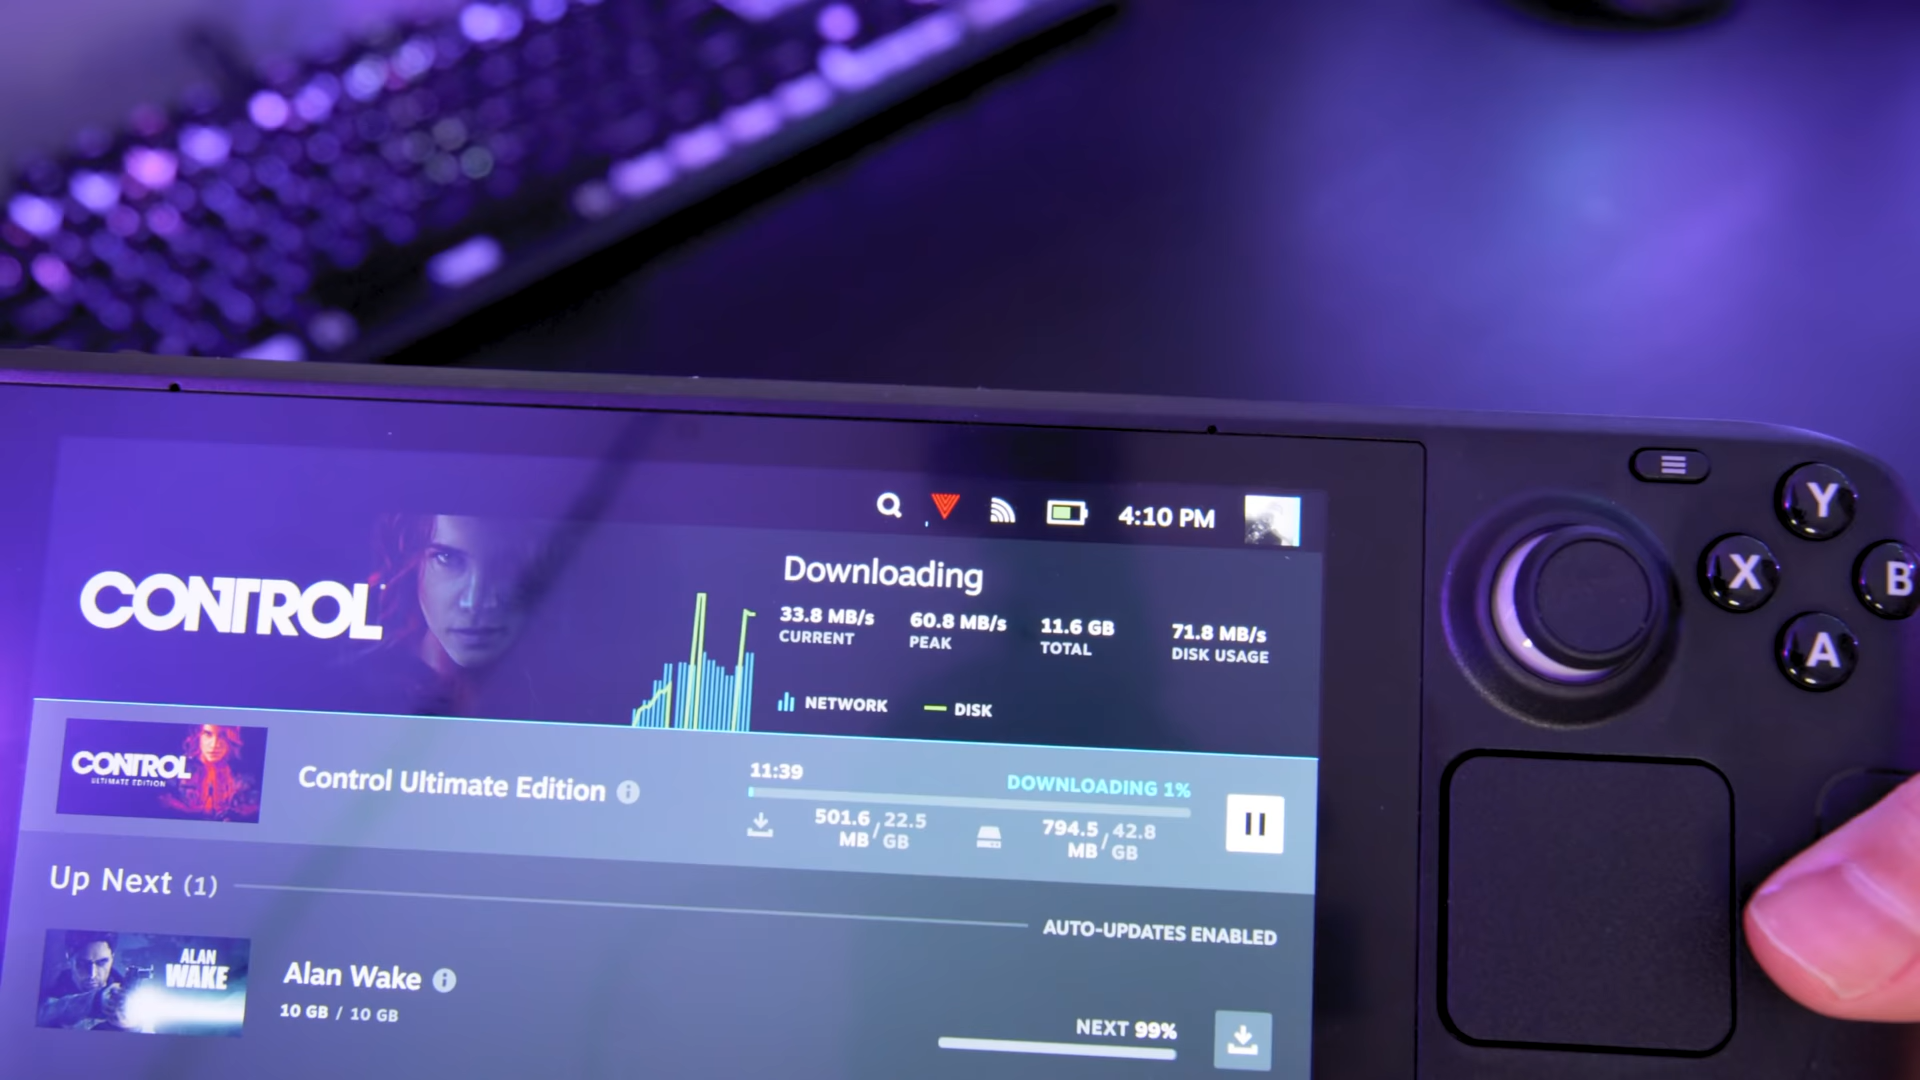 4:10 PM
CONTROL
Downloading
33.8 MB/s 60.8 MB/s 11.6 GB 71.8 MB/s
CURRENT PEAK TOTAL DISK USAGE
NETWORK DISK
CONTROL
ULTIMATE EDITION
Control Ultimate Edition
11:39 DOWNLOADING 1%
501.6 / 22.5 794.5 / 42.8
MB GB MB GB
Up Next (1)
AUTO-UPDATES ENABLED
ALAN
WAKE
Alan Wake
10 GB / 10 GB
NEXT 99%
Y
X
B
A